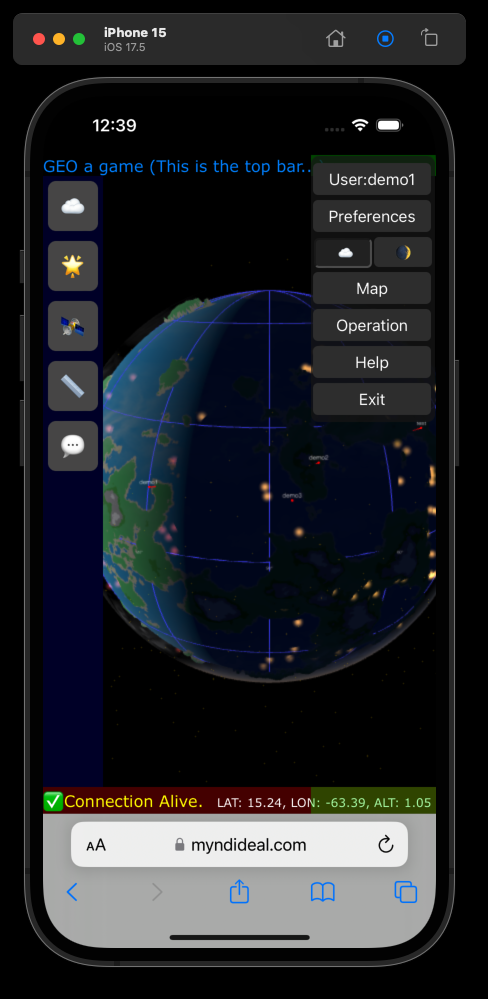 iPhone 15
iOS 17.5
12:39
GEO a game (This is the top bar..
User:demo1
Preferences
Map
Operation
Help
Exit
test
demo2
demo1
demo3
✅Connection Alive.
LAT: 15.24, LON: -63.39, ALT: 1.05
AA
myndideal.com